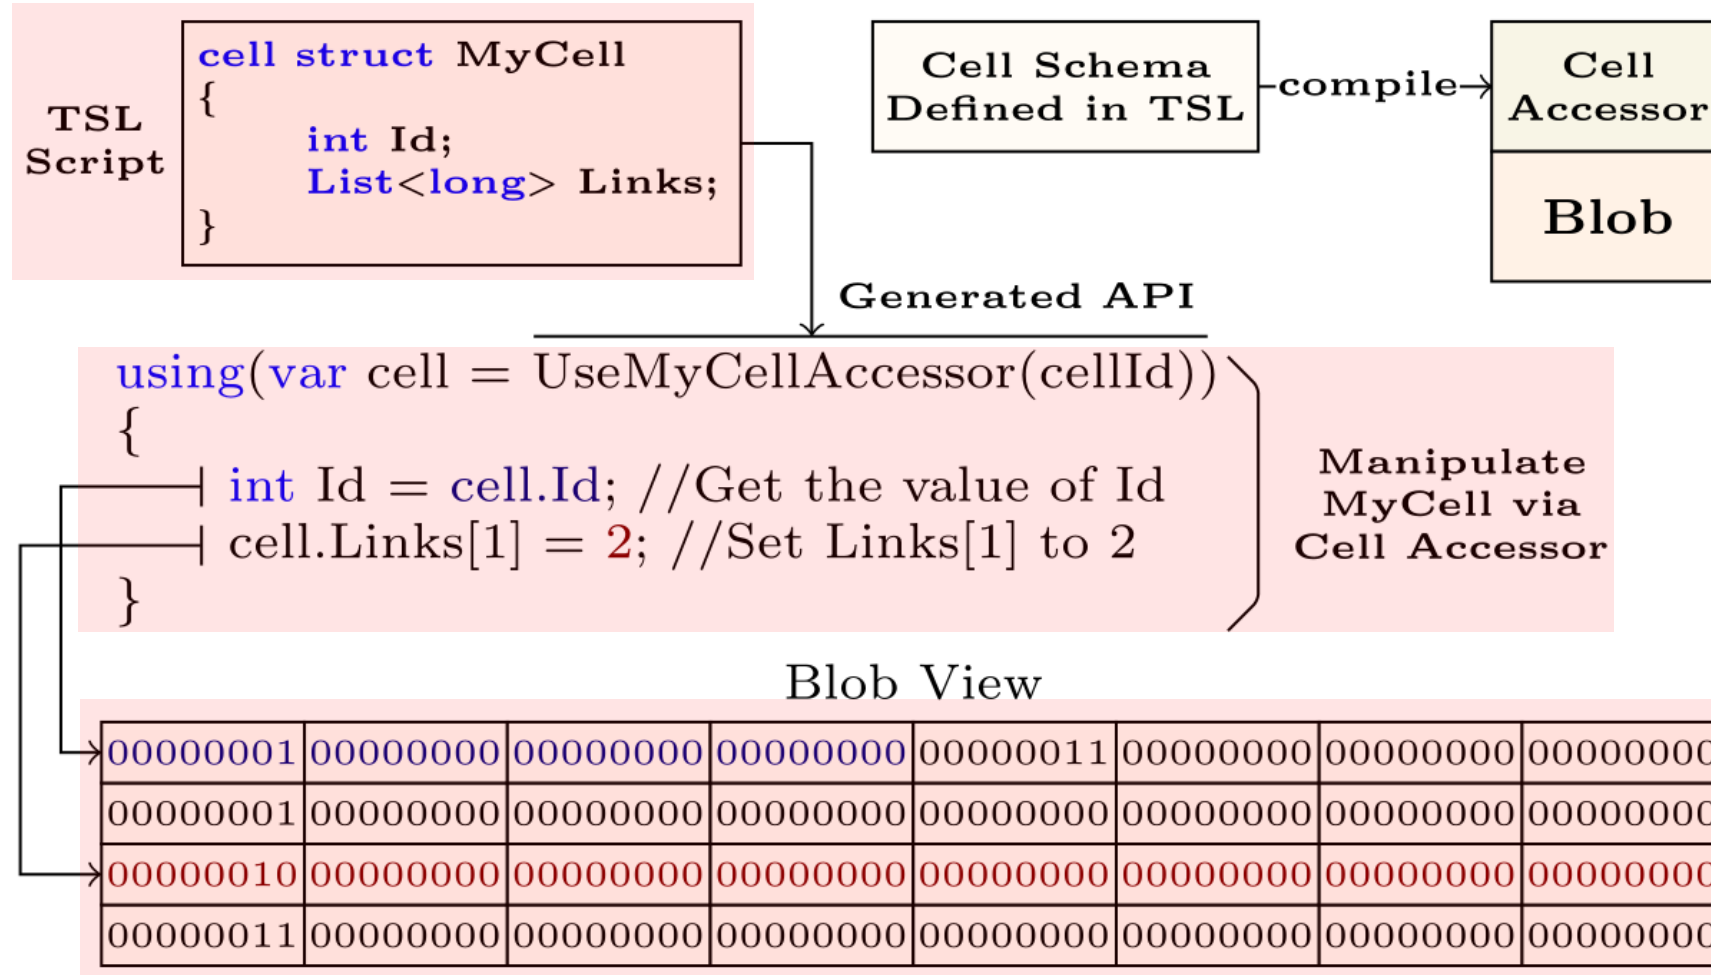 TSL
Script
cell struct MyCell
{
int Id;
List<long> Links;
}
Cell Schema
Defined in TSL
compile
Cell
Accessor
Blob
Generated API
using(var cell = UseMyCellAccessor(cellId))
{
int Id = cell.Id; //Get the value of Id
cell.Links[1] = 2; //Set Links[1] to 2
}
Manipulate
MyCell via
Cell Accessor
Blob View
00000001 00000000 00000000 00000000 00000011 00000000 00000000 00000000
00000001 00000000 00000000 00000000 00000000 00000000 00000000 00000000
00000010 00000000 00000000 00000000 00000000 00000000 00000000 00000000
00000011 00000000 00000000 00000000 00000000 00000000 00000000 00000000